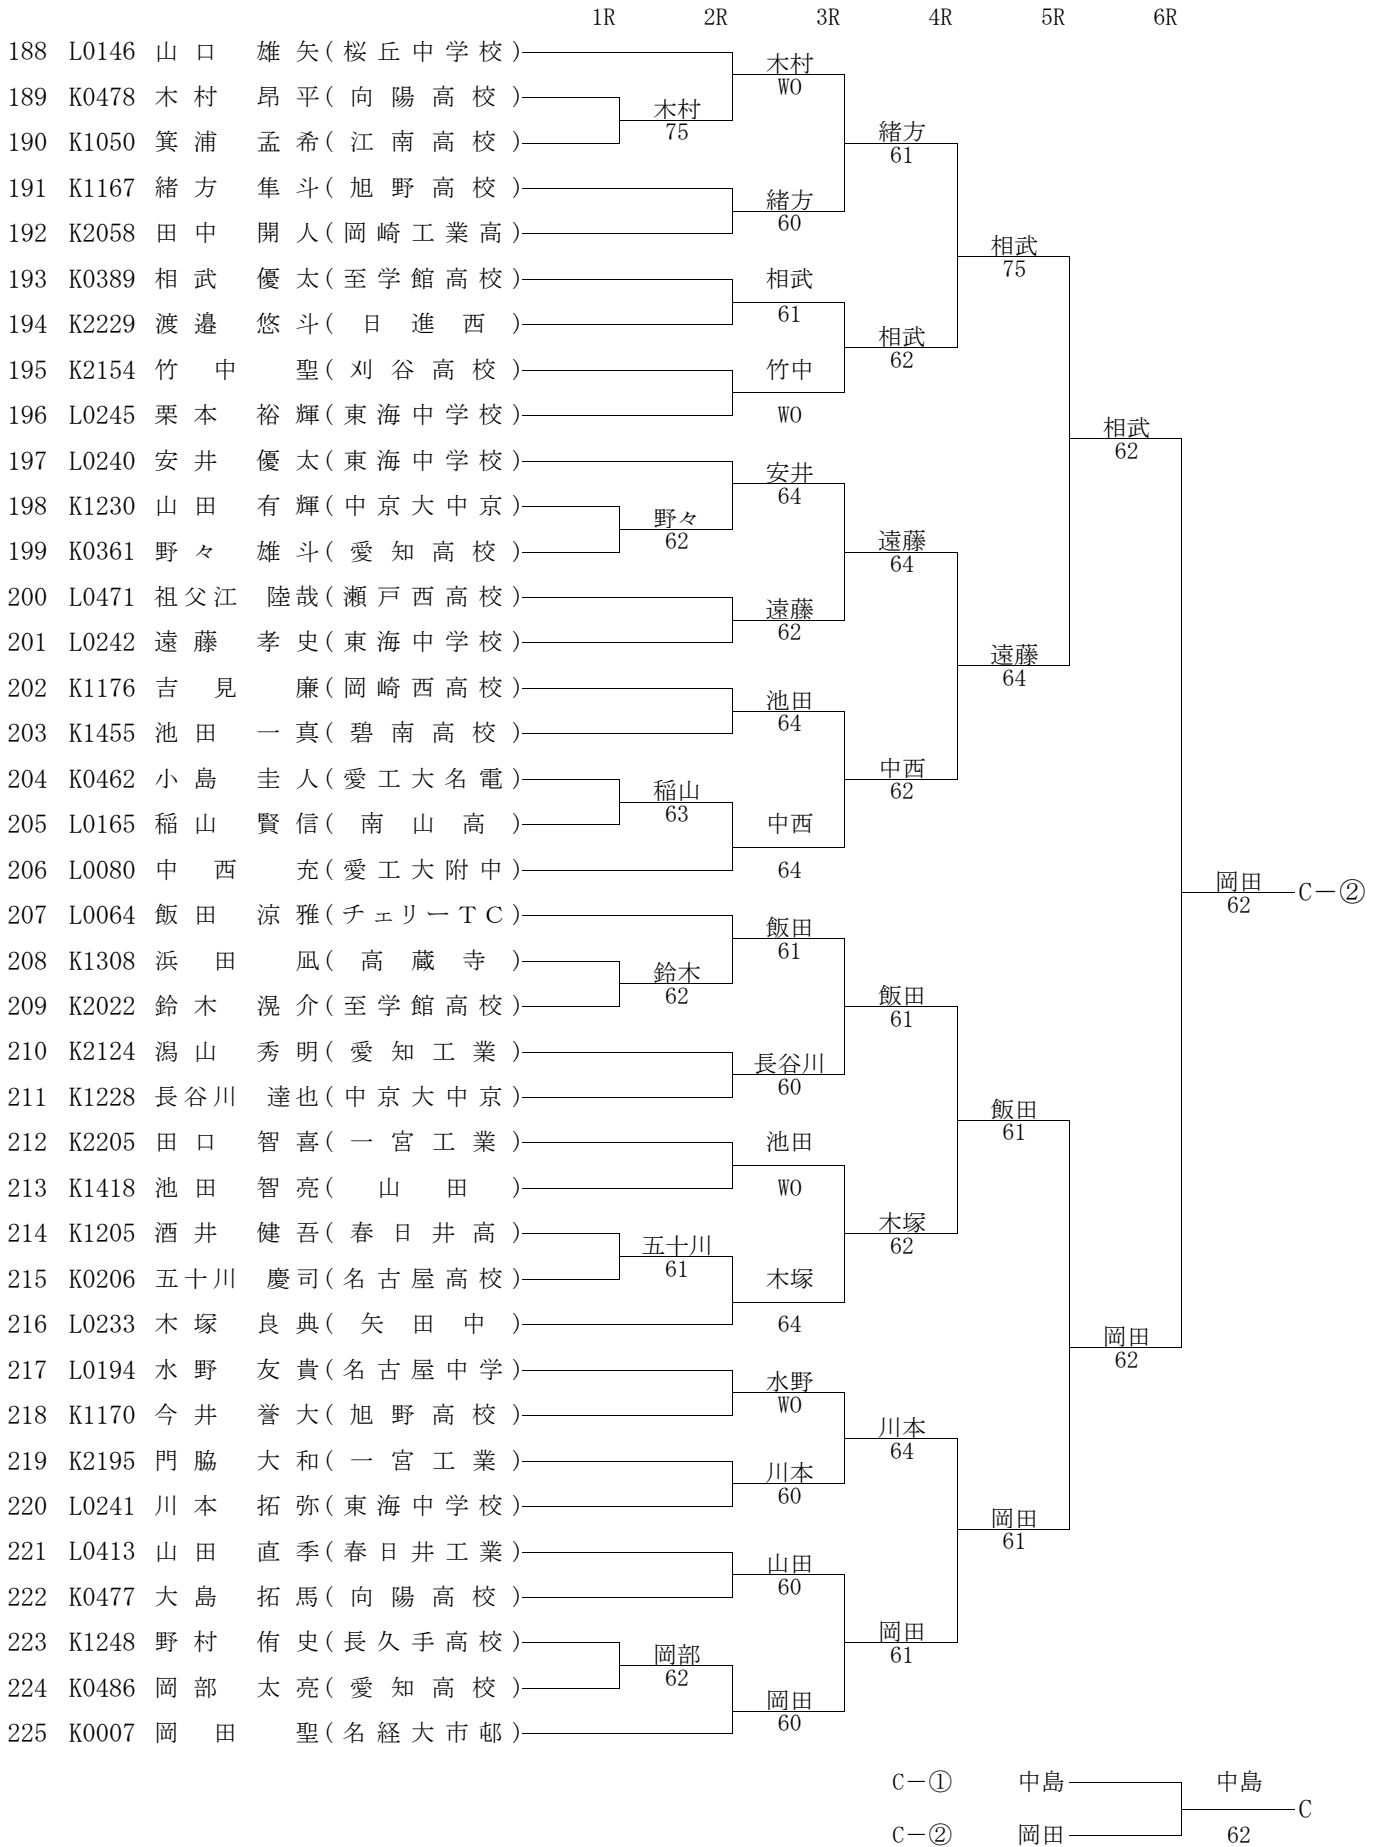 1R 2R 3R 4R 5R 6R
188 L0146 山口 雄矢(桜丘中学校)
木村
WO
189 K0478 木村 昂平(向陽高校)
木村
75
190 K1050 箕浦 孟希(江南高校)
緒方
61
191 K1167 緒方 隼斗(旭野高校)
緒方
60
192 K2058 田中 開人(岡崎工業高)
相武
75
193 K0389 相武 優太(至学館高校)
相武
61
194 K2229 渡邉 悠斗(日進西)
相武
62
195 K2154 竹中 聖(刈谷高校)
竹中
WO
196 L0245 栗本 裕輝(東海中学校)
相武
62
197 L0240 安井 優太(東海中学校)
安井
64
198 K1230 山田 有輝(中京大中京)
野々
62
199 K0361 野々 雄斗(愛知高校)
遠藤
64
200 L0471 祖父江 陸哉(瀬戸西高校)
遠藤
62
201 L0242 遠藤 孝史(東海中学校)
遠藤
64
202 K1176 吉見 廉(岡崎西高校)
池田
64
203 K1455 池田 一真(碧南高校)
中西
62
204 K0462 小島 圭人(愛工大名電)
稲山
63
205 L0165 稲山 賢信(南山高)
中西
64
206 L0080 中西 充(愛工大附中)
岡田
62
C－②
207 L0064 飯田 涼雅(チェリーＴＣ)
飯田
61
208 K1308 浜田 凪(高蔵寺)
鈴木
62
209 K2022 鈴木 滉介(至学館高校)
飯田
61
210 K2124 潟山 秀明(愛知工業)
長谷川
60
211 K1228 長谷川 達也(中京大中京)
飯田
61
212 K2205 田口 智喜(一宮工業)
池田
WO
213 K1418 池田 智亮(山田)
木塚
62
214 K1205 酒井 健吾(春日井高)
五十川
61
215 K0206 五十川 慶司(名古屋高校)
木塚
64
216 L0233 木塚 良典(矢田中)
岡田
62
217 L0194 水野 友貴(名古屋中学)
水野
WO
218 K1170 今井 誉大(旭野高校)
川本
64
219 K2195 門脇 大和(一宮工業)
川本
60
220 L0241 川本 拓弥(東海中学校)
岡田
61
221 L0413 山田 直季(春日井工業)
山田
60
222 K0477 大島 拓馬(向陽高校)
岡田
61
223 K1248 野村 侑史(長久手高校)
岡部
62
224 K0486 岡部 太亮(愛知高校)
岡田
60
225 K0007 岡田 聖(名経大市邨)
C－① 中島 中島
C
C－② 岡田 62